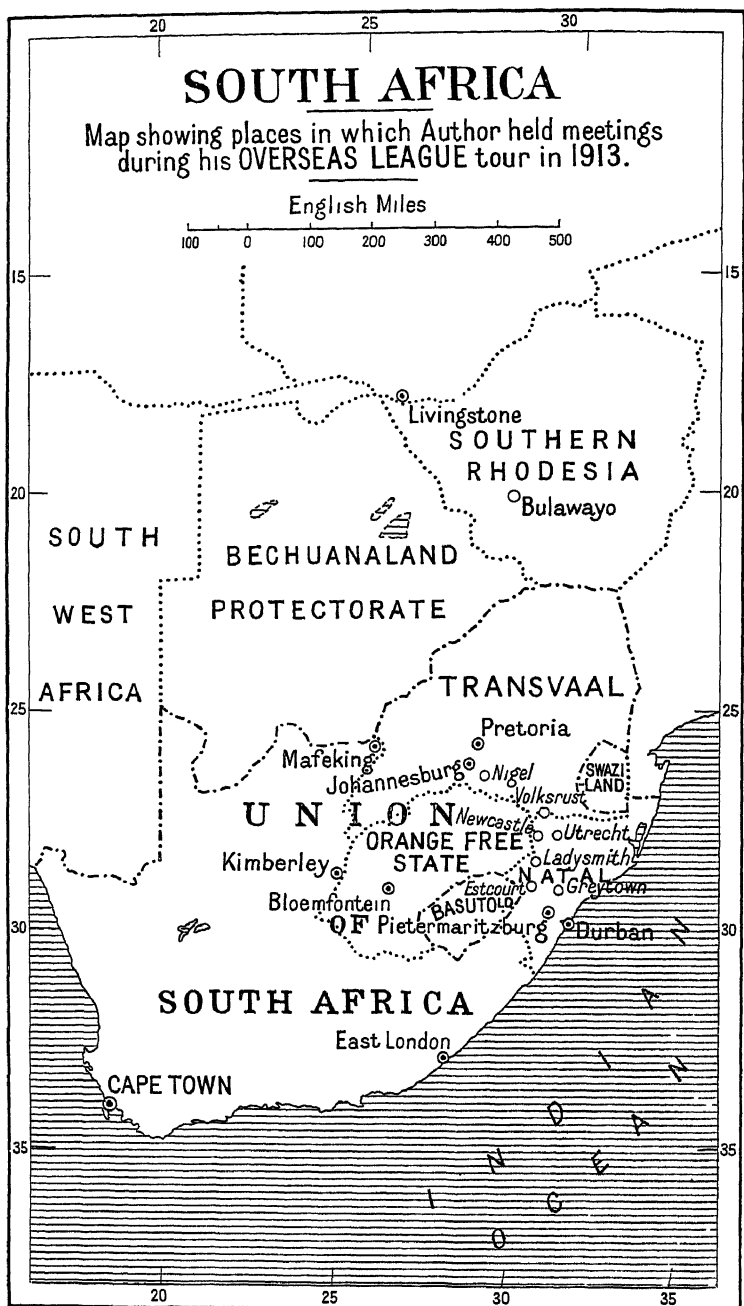 20 25 30
SOUTH AFRICA
Map showing places in which Author held meetings
during his OVERSEAS LEAGUE tour in 1913.
English Miles
100 0 100 200 300 400 500
15 15
Livingstone
SOUTHERN
RHODESIA
20 20
Bulawayo
SOUTH
BECHUANALAND
WEST
PROTECTORATE
AFRICA
TRANSVAAL
25 25
Pretoria
Mafeking
Johannesburg
Nigel
SWAZI
LAND
Volksrust
UNION
Newcastle
Utrecht
ORANGE FREE
STATE
Ladysmith
Kimberley
NATAL
Estcourt
Greytown
Bloemfontein
BASUTOLD
OF
Pietermaritzburg
Durban
30 30
SOUTH AFRICA
East London
CAPE TOWN
INDIAN
OCEAN
35 35
20 25 30 35